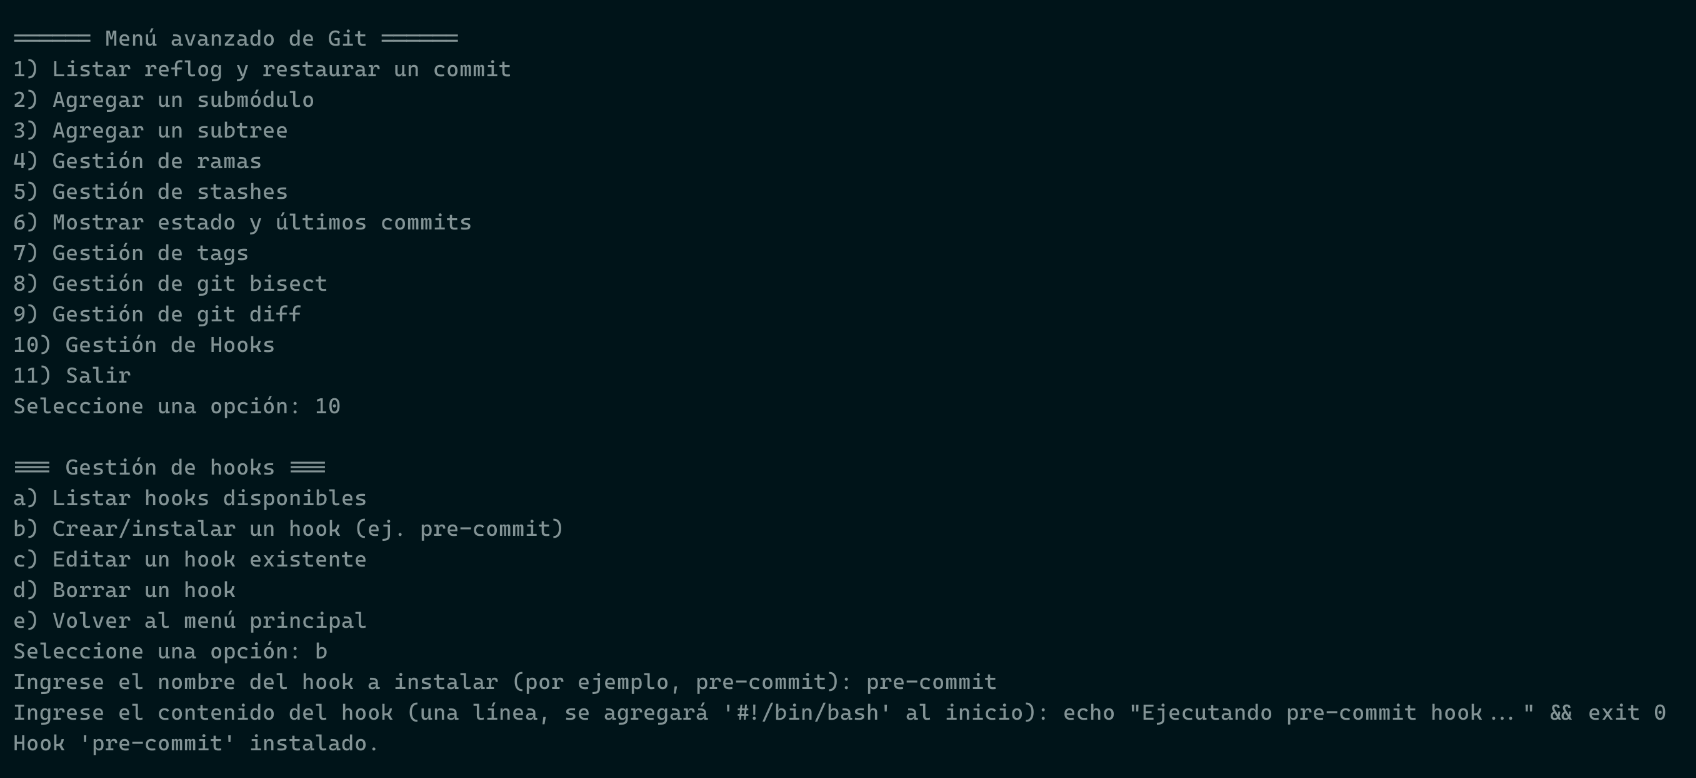 ====== Menú avanzado de Git ======
1) Listar reflog y restaurar un commit
2) Agregar un submódulo
3) Agregar un subtree
4) Gestión de ramas
5) Gestión de stashes
6) Mostrar estado y últimos commits
7) Gestión de tags
8) Gestión de git bisect
9) Gestión de git diff
10) Gestión de Hooks
11) Salir
Seleccione una opción: 10
=== Gestión de hooks ===
a) Listar hooks disponibles
b) Crear/instalar un hook (ej. pre-commit)
c) Editar un hook existente
d) Borrar un hook
e) Volver al menú principal
Seleccione una opción: b
Ingrese el nombre del hook a instalar (por ejemplo, pre-commit): pre-commit
Ingrese el contenido del hook (una línea, se agregará '#!/bin/bash' al inicio): echo "Ejecutando pre-commit hook..." && exit 0
Hook 'pre-commit' instalado.